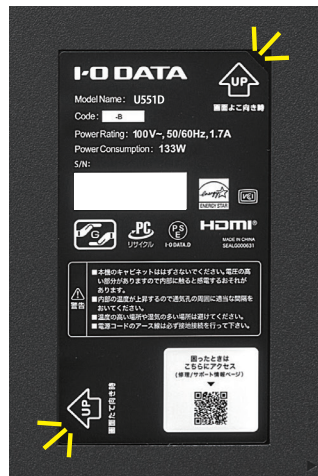 I-O DATA
UP
画面よこ向き時
Model Name: U551D
Code: -B
Power Rating: 100V~, 50/60Hz, 1.7A
Power Consumption: 133W
S/N:
ENERGY STAR
VCCI
G
PC
リサイクル
PS
E
I-O DATA.D
HDMI®
MADE IN CHINA
SEALG000631
警告
■本機のキャビネットははずさないでください。電圧の高
い部分がありますので内部に触ると感電するおそれ
があります。
■内部の温度が上昇するので通気孔の周囲に適当な間隔を
おいてください。
■温度の高い場所や湿気の多い場所は避けてください。
■電源コードのアース線は必ず接地接続を行って下さい。
困ったときは
こちらにアクセス
(修理/サポート情報ページ)
UP
画面たて向き時